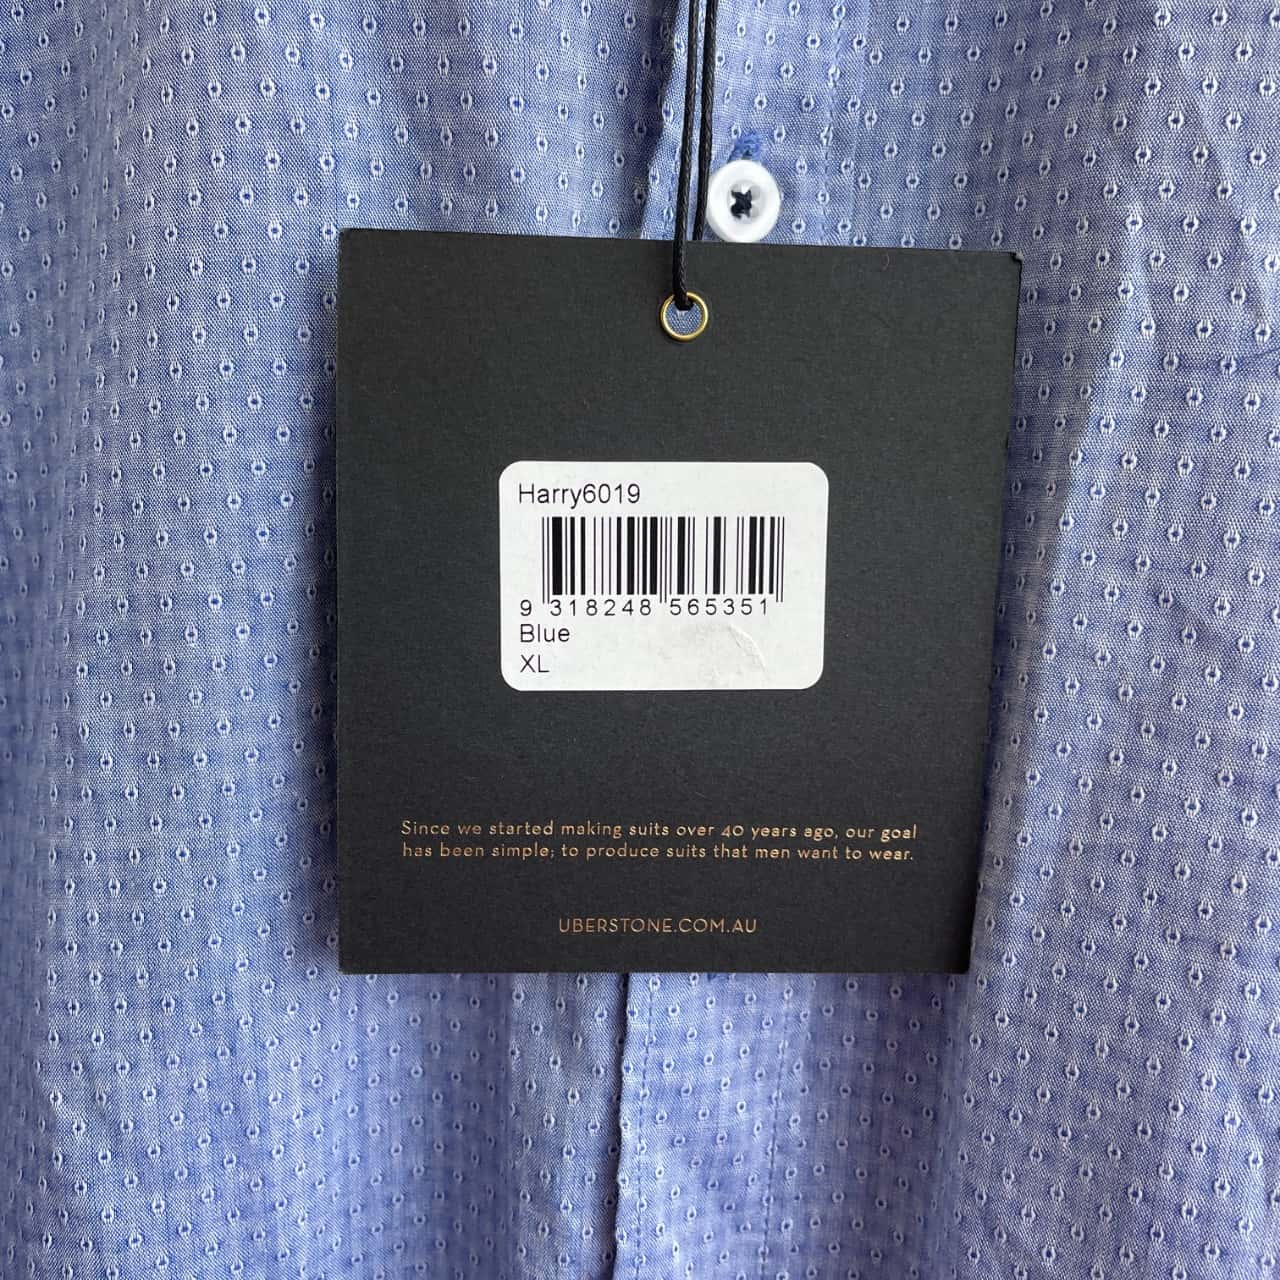 Harry6019
9 318248 565351
Blue
XL
Since we started making suits over 40 years ago, our goal
has been simple; to produce suits that men want to wear.
UBERSTONE.COM.AU